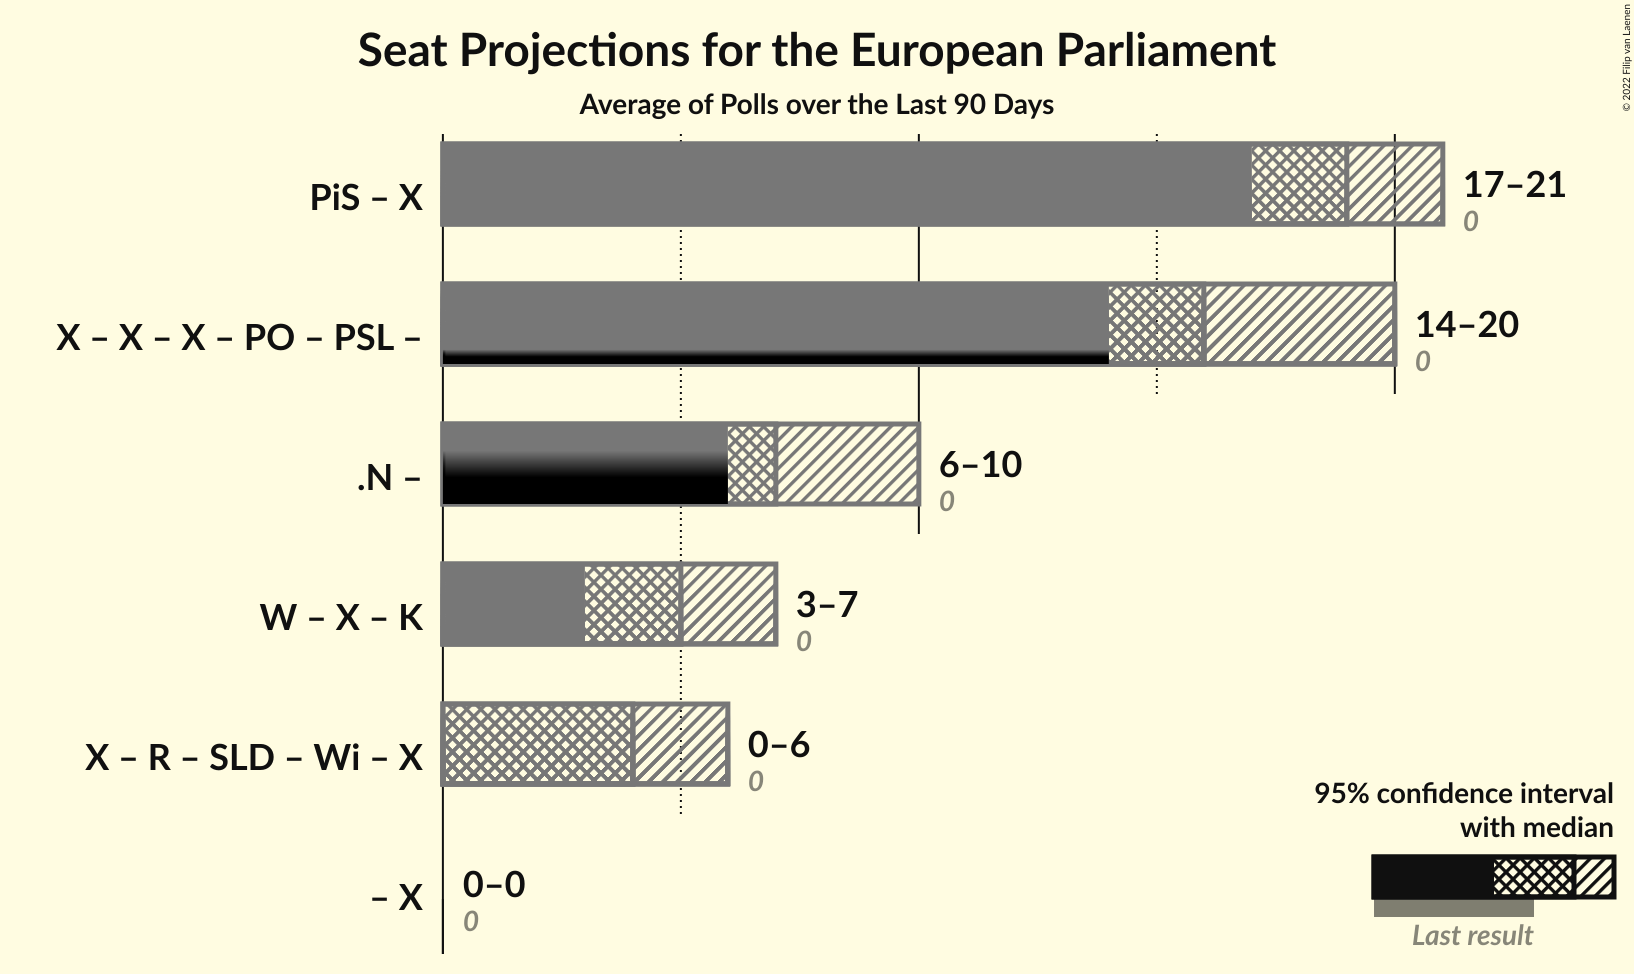 Seat Projections for the European Parliament
Average of Polls over the Last 90 Days
© 2022 Filip van Laenen
PiS – X
17–21
0
X – X – X – PO – PSL –
14–20
0
.N –
6–10
0
W – X – K
3–7
0
X – R – SLD – Wi – X
0–6
0
– X
0–0
0
95% confidence interval
with median
Last result